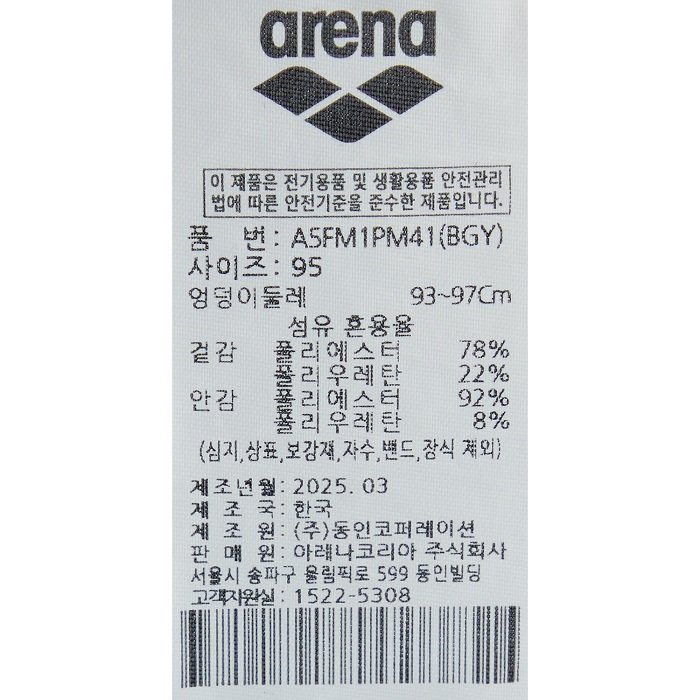 arena
이 제품은 전기용품 및 생활용품 안전관리
법에 따른 안전기준을 준수한 제품입니다.
품 번: A5FM1PM41(BGY)
사이즈: 95
엉덩이둘레 93~97Cm
섬유 혼용율
겉감 폴리에스터 78%
폴리우레탄 22%
안감 폴리에스터 92%
폴리우레탄 8%
(심지,상표,보강재,자수,밴드,장식 제외)
제조년월: 2025. 03
제 조 국: 한국
제 조 원: (주)동인코퍼레이션
판 매 원: 아레나코리아 주식회사
서울시 송파구 올림픽로 599 동인빌딩
고객지원실: 1522-5308